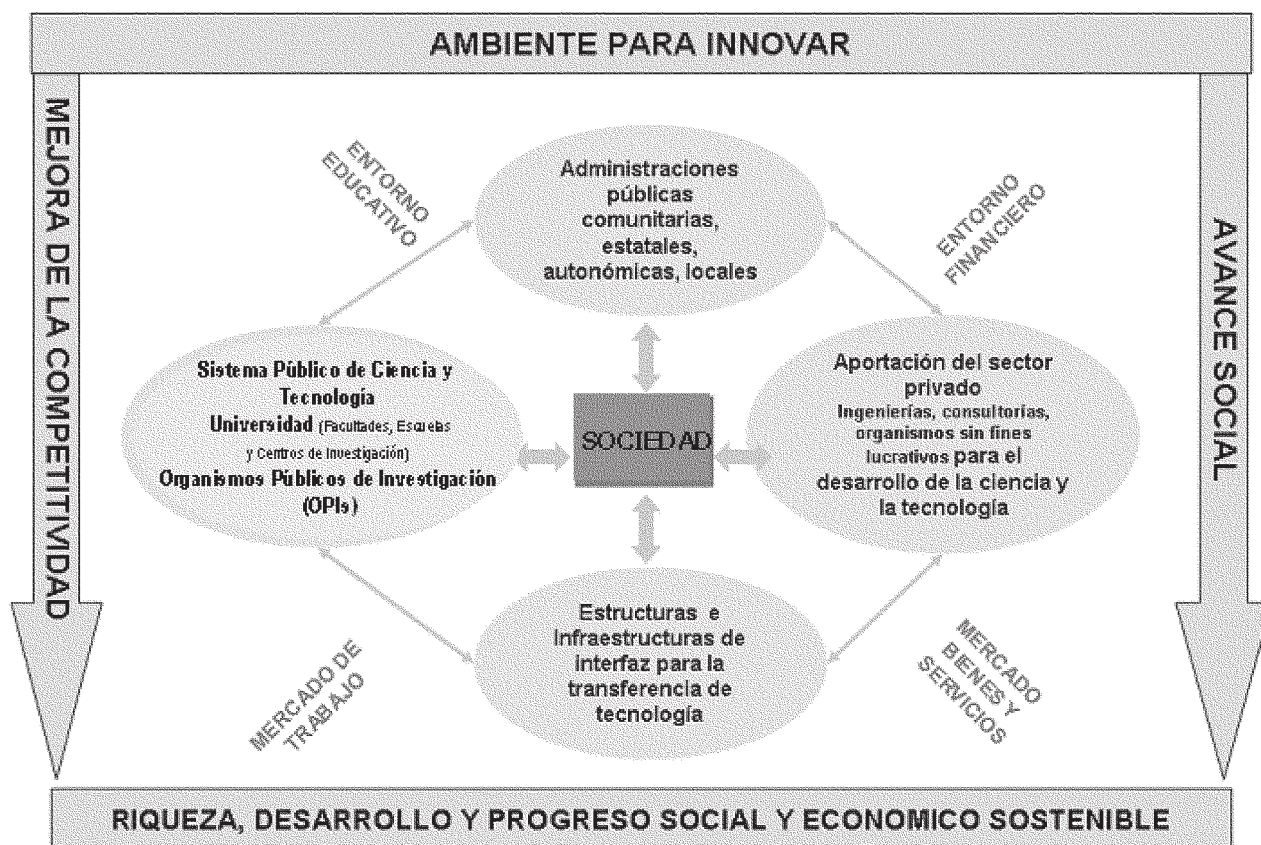 AMBIENTE PARA INNOVAR
MEJORA DE LA COMPETITIVIDAD
ENTORNO
EDUCATIVO
Administraciones
públicas
comunitarias,
estatales,
autonómicas, locales
ENTORNO
FINANCIERO
AVANCE SOCIAL
Sistema Público de Ciencia y
Tecnología
Universidad (Facultades, Escuelas
y Centros de Investigación)
Organismos Públicos de Investigación
(OPIs)
SOCIEDAD
Aportación del sector
privado
Ingenierías, consultorías,
organismos sin fines
lucrativos para el
desarrollo de la ciencia y
la tecnología
MERCADO DE
TRABAJO
Estructuras e
Infraestructuras de
interfaz para la
transferencia de
tecnología
MERCADO
BIENES Y
SERVICIOS
RIQUEZA, DESARROLLO Y PROGRESO SOCIAL Y ECONOMICO SOSTENIBLE